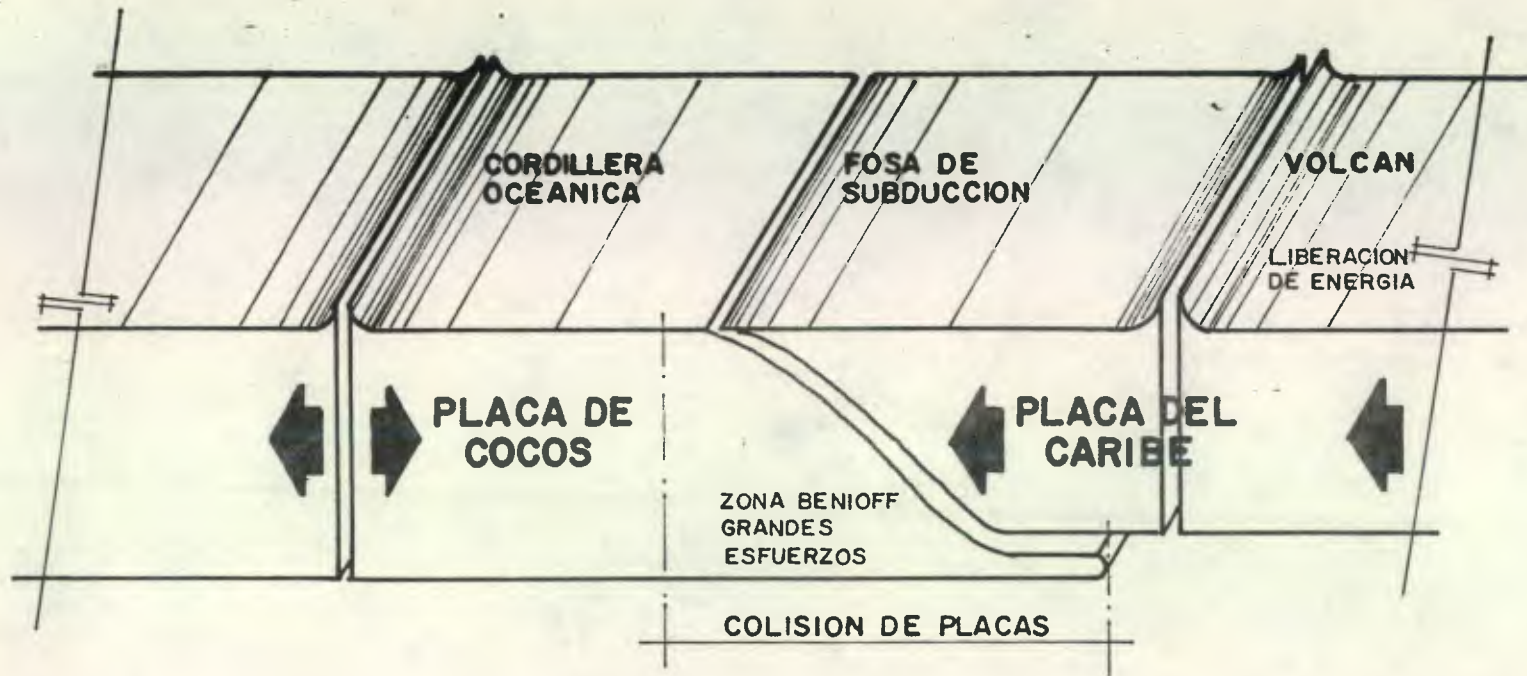 CORDILLERA
OCEANICA
FOSA DE
SUBDUCCION
VOLCAN
LIBERACION
DE ENERGIA
PLACA DE
COCOS
PLACA DEL
CARIBE
ZONA BENIOFF
GRANDES
ESFUERZOS
COLISION DE PLACAS